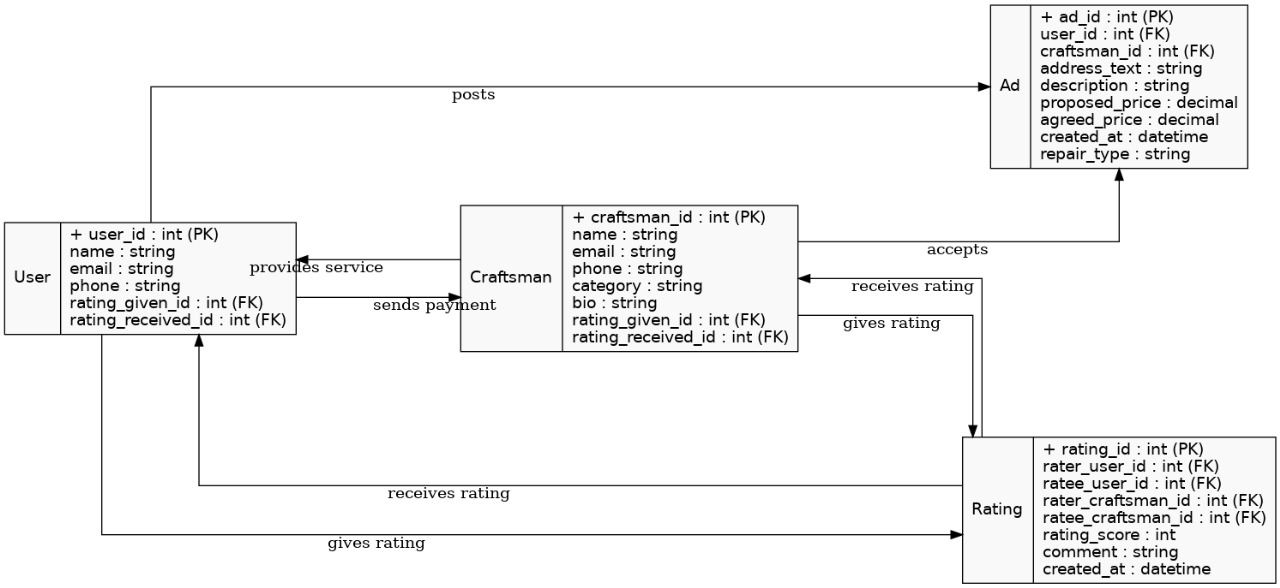 Ad
+ ad_id : int (PK)
user_id : int (FK)
craftsman_id : int (FK)
address_text : string
description : string
proposed_price : decimal
agreed_price : decimal
created_at : datetime
repair_type : string
posts
User
+ user_id : int (PK)
name : string
email : string
phone : string
rating_given_id : int (FK)
rating_received_id : int (FK)
provides service
sends payment
Craftsman
+ craftsman_id : int (PK)
name : string
email : string
phone : string
category : string
bio : string
rating_given_id : int (FK)
rating_received_id : int (FK)
accepts
receives rating
gives rating
Rating
+ rating_id : int (PK)
rater_user_id : int (FK)
ratee_user_id : int (FK)
rater_craftsman_id : int (FK)
ratee_craftsman_id : int (FK)
rating_score : int
comment : string
created_at : datetime
receives rating
gives rating